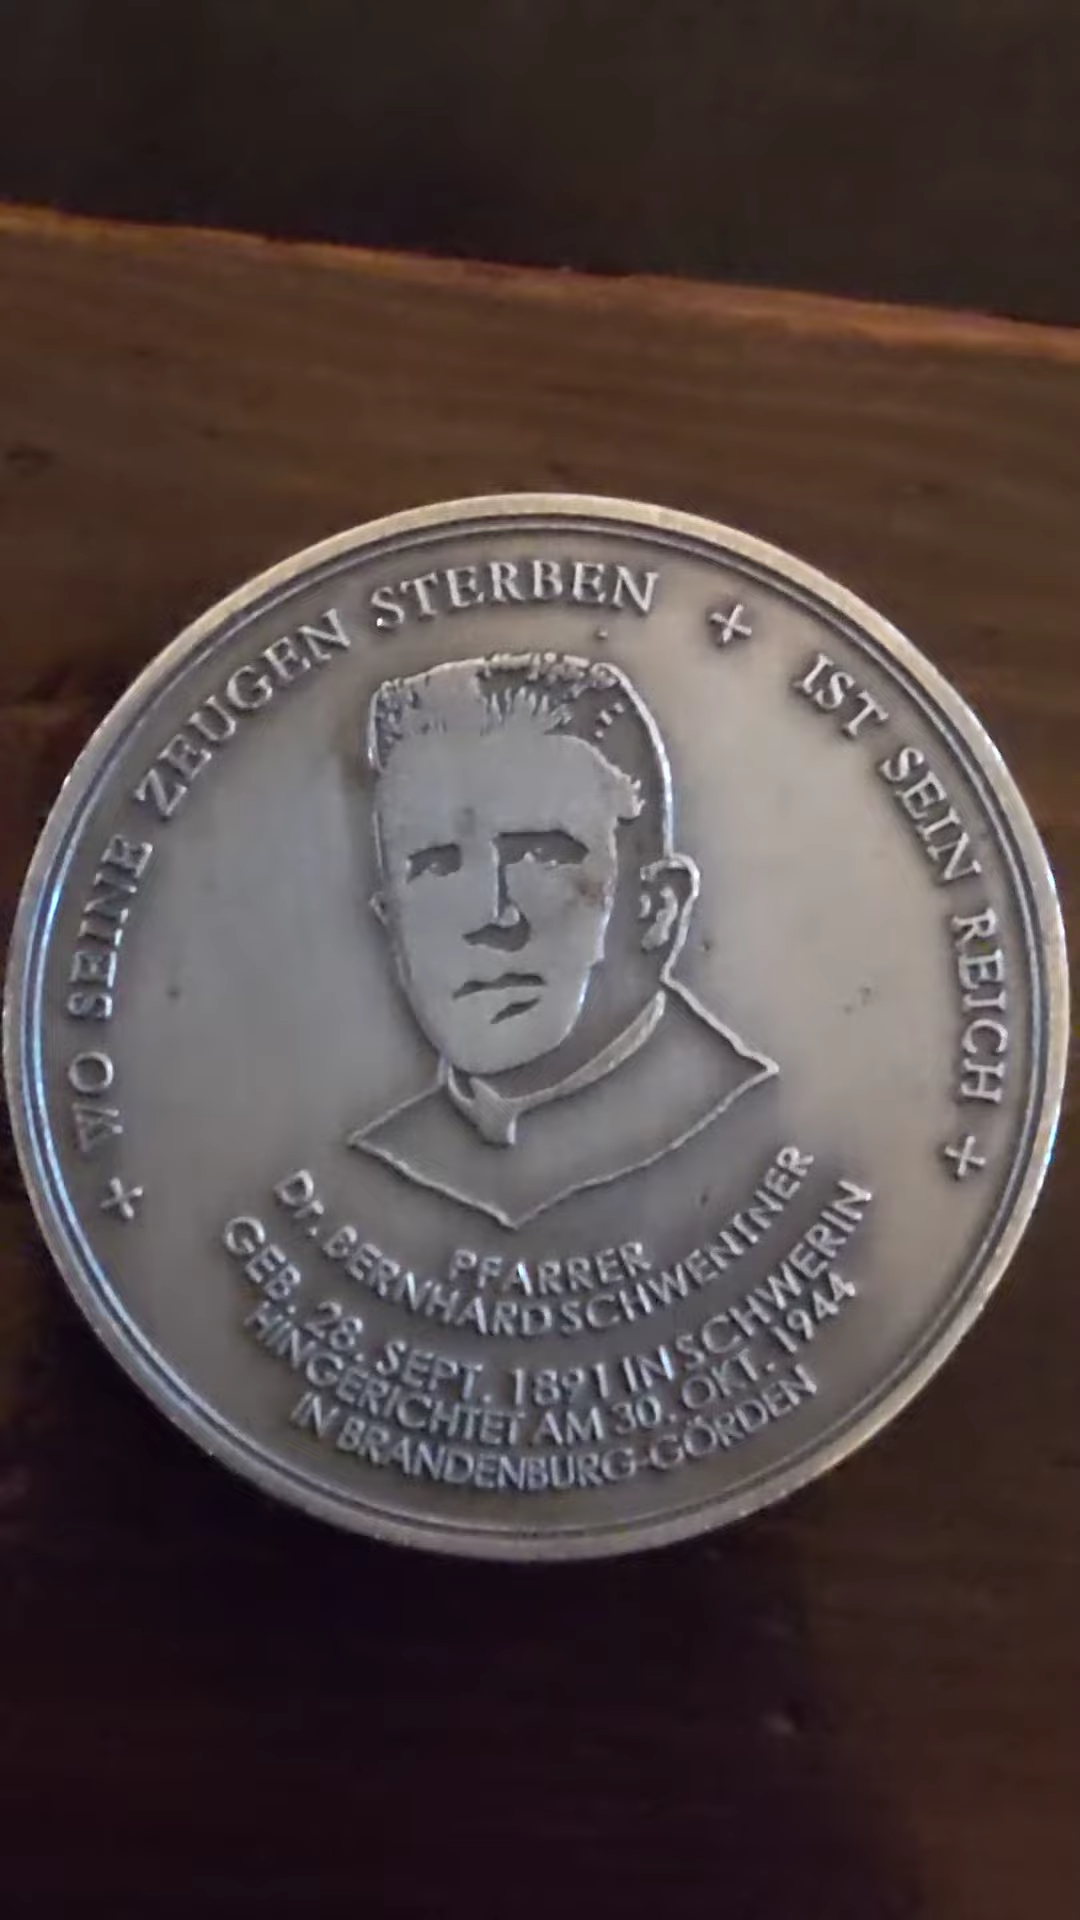 + WO SEINE ZEUGEN STERBEN + IST SEIN REICH +
PFARRER
Dr. BERNHARD SCHWENTNER
GEB. 28. SEPT. 1891 IN SCHWERIN
HINGERICHTET AM 30. OKT. 1944
IN BRANDENBURG-GÖRDEN